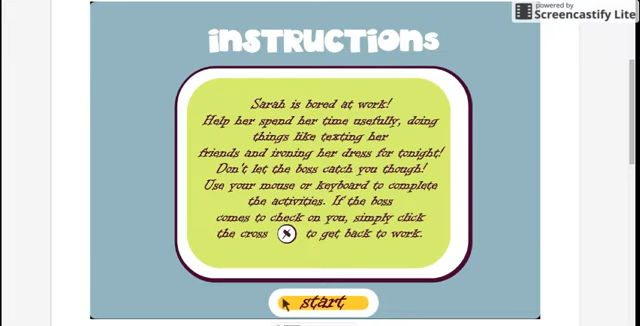 powered by
Screencastify Lite
instructions
Sarah is bored at work!
Help her spend her time usefully, doing
things like texting her
friends and ironing her dress for tonight!
Don't let the boss catch you though!
Use your mouse or keyboard to complete
the activities. If the boss
comes to check on you, simply click
the cross x to get back to work.
start